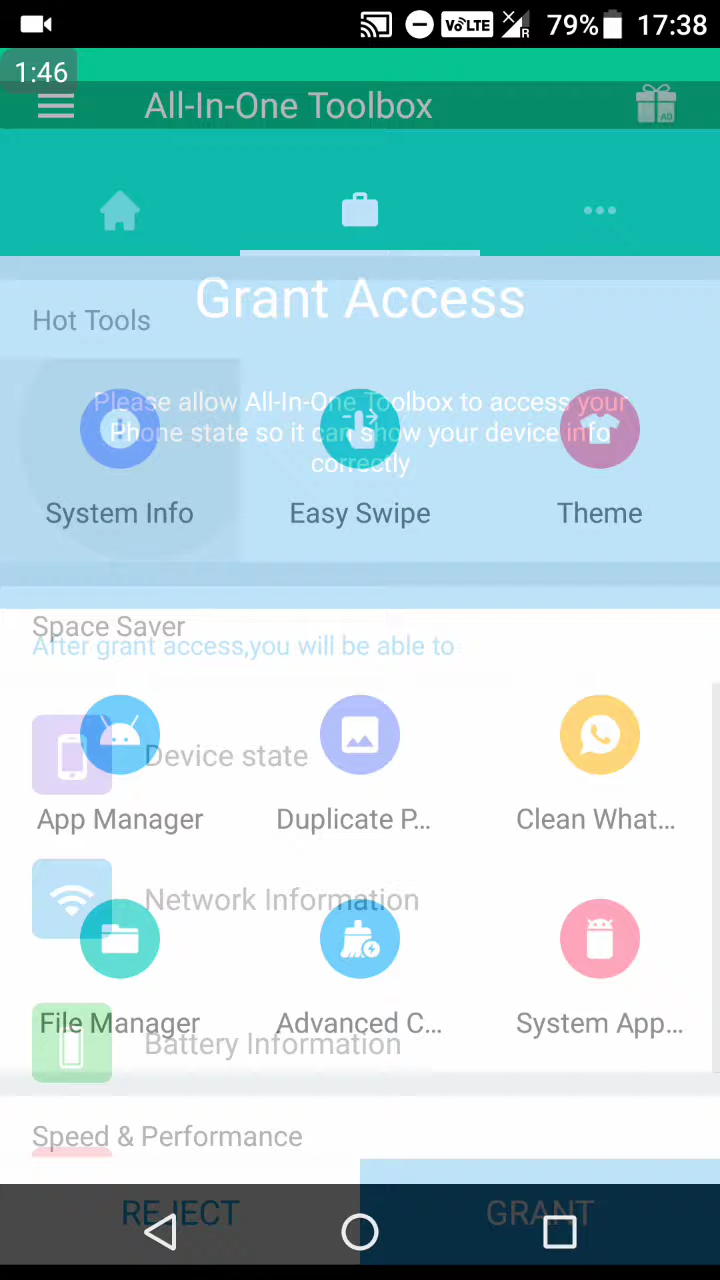 VoLTE R 79% 17:38
1:46
All-In-One Toolbox
AD
Grant Access
Hot Tools
Please allow All-In-One Toolbox to access your
Phone state so it can show your device info
correctly
System Info Easy Swipe Theme
Space Saver
After grant access,you will be able to
Device state
App Manager Duplicate P... Clean What...
Network Information
File Manager Advanced C... System App...
Battery Information
Speed & Performance
REJECT GRANT